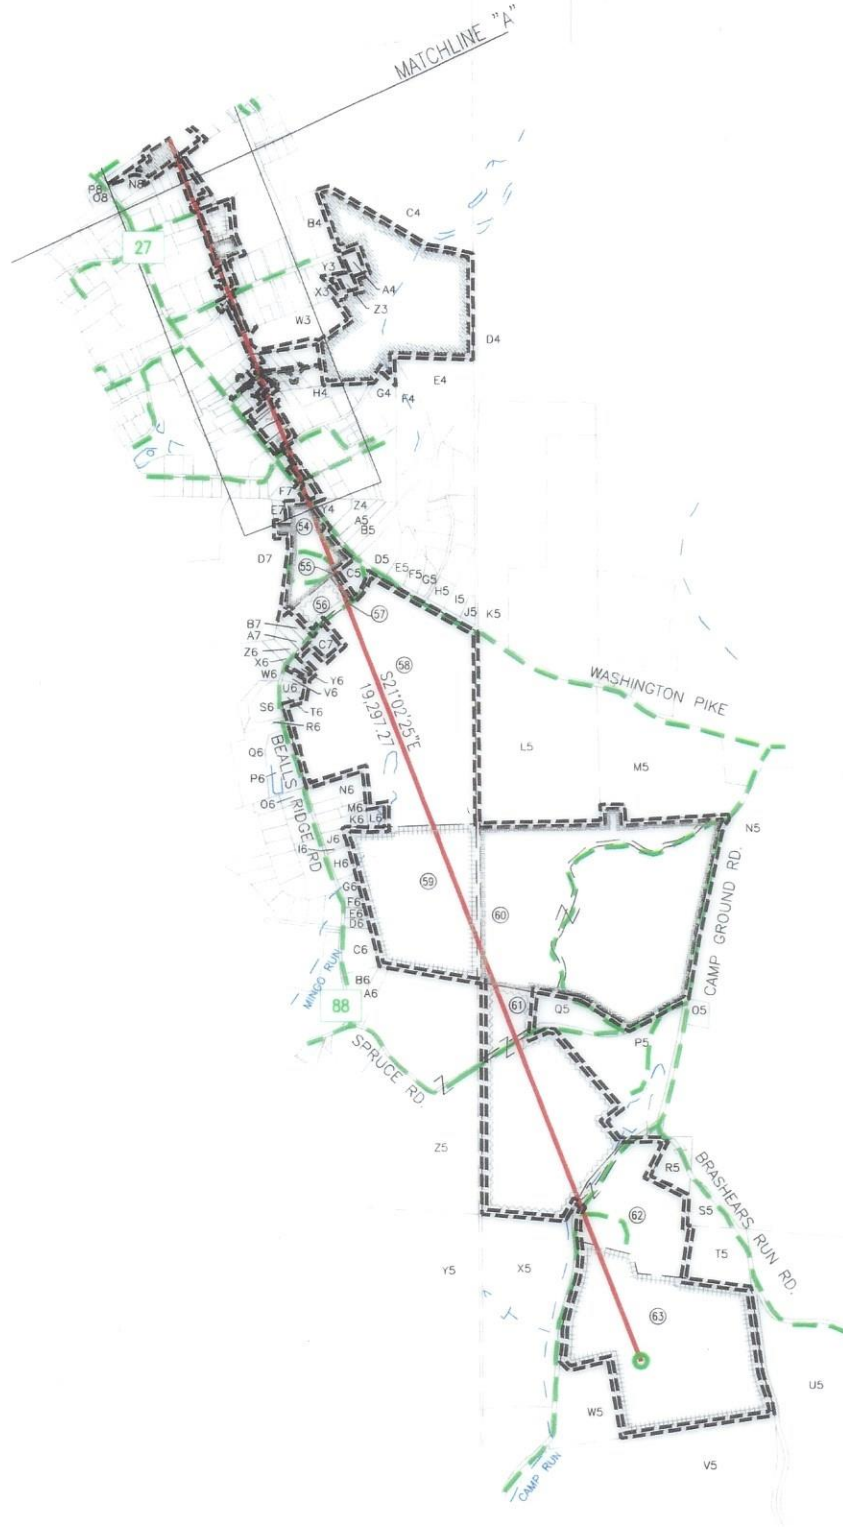 MATCHLINE "A"
P8
O8
N8
27
B4
C4
Y3
X3
A4
Z3
W3
D4
E4
H4
G4
F4
F7
E7
Y4
Z4
54
A5
B5
D7
55
C5
D5
E5
F5
G5
H5
I5
J5
K5
56
57
B7
A7
Z6
X6
W6
C7
58
Y6
V6
U6
T6
S6
R6
S21°02'25"E
19,297.27
WASHINGTON PIKE
Q6
P6
O6
BEALLS RIDGE RD
L5
M5
N6
M6
K6
L6
N5
J6
I6
H6
59
G6
F6
E6
D6
60
CAMP GROUND RD.
C6
B6
A6
MINGO RUN
88
61
Q5
O5
P5
SPRUCE RD.
Z5
R5
BRASHEARS RUN RD.
S5
62
T5
Y5
X5
63
U5
W5
V5
CAMP RUN